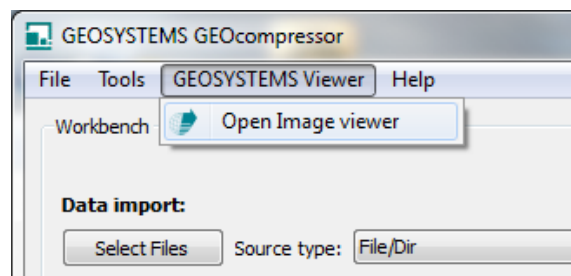 GEOSYSTEMS GEOcompressor
File Tools GEOSYSTEMS Viewer Help
Workbench Open Image viewer
Data import:
Select Files Source type: File/Dir